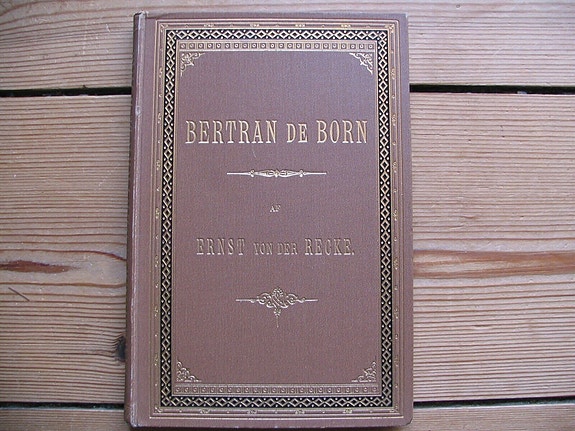 BERTRAN DE BORN
AF
ERNST VON DER RECKE.